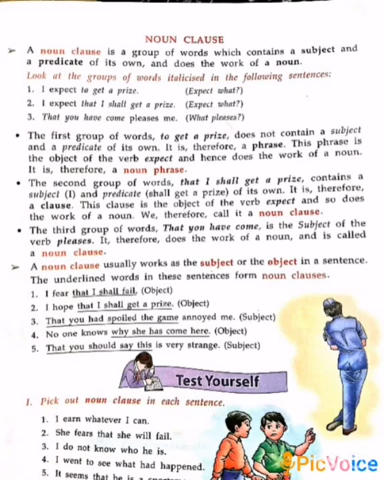 NOUN CLAUSE
➢ A noun clause is a group of words which contains a subject and
a predicate of its own, and does the work of a noun.
Look at the groups of words italicised in the following sentences:
1. I expect to get a prize. (Expect what?)
2. I expect that I shall get a prize. (Expect what?)
3. That you have come pleases me. (What pleases?)
• The first group of words, to get a prize, does not contain a subject
and a predicate of its own. It is, therefore, a phrase. This phrase is
the object of the verb expect and hence does the work of a noun.
It is, therefore, a noun phrase.
• The second group of words, that I shall get a prize, contains a
subject (I) and predicate (shall get a prize) of its own. It is, therefore,
a clause. This clause is the object of the verb expect and so does
the work of a noun. We, therefore, call it a noun clause.
• The third group of words, That you have come, is the Subject of the
verb pleases. It, therefore, does the work of a noun, and is called
a noun clause.
➢ A noun clause usually works as the subject or the object in a sentence.
The underlined words in these sentences form noun clauses.
1. I fear that I shall fail. (Object)
2. I hope that I shall get a prize. (Object)
3. That you had spoiled the game annoyed me. (Subject)
4. No one knows why she has come here. (Object)
5. That you should say this is very strange. (Subject)
Test Yourself
I. Pick out noun clause in each sentence.
1. I earn whatever I can.
2. She fears that she will fail.
3. I do not know who he is.
4. I went to see what had happened.
5. It seems that he is a
PicVoice